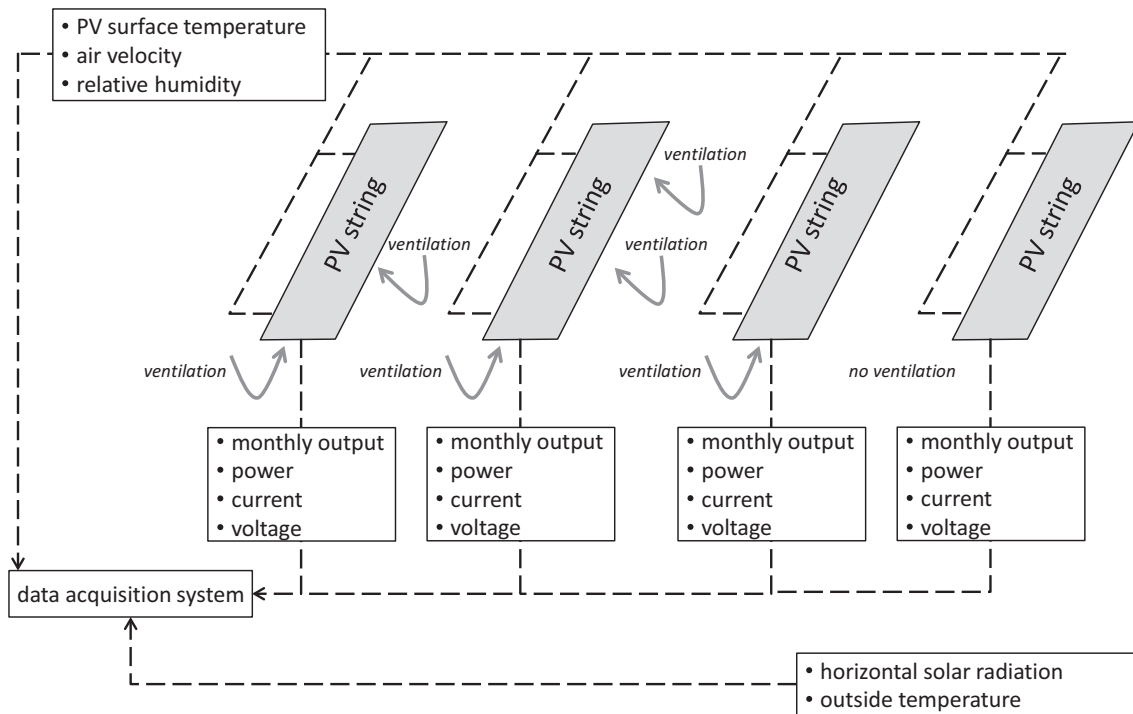 • PV surface temperature
• air velocity
• relative humidity
ventilation
PV string
PV string
PV string
PV string
ventilation
ventilation
ventilation
ventilation
ventilation
no ventilation
• monthly output
• power
• current
• voltage
• monthly output
• power
• current
• voltage
• monthly output
• power
• current
• voltage
• monthly output
• power
• current
• voltage
data acquisition system
• horizontal solar radiation
• outside temperature